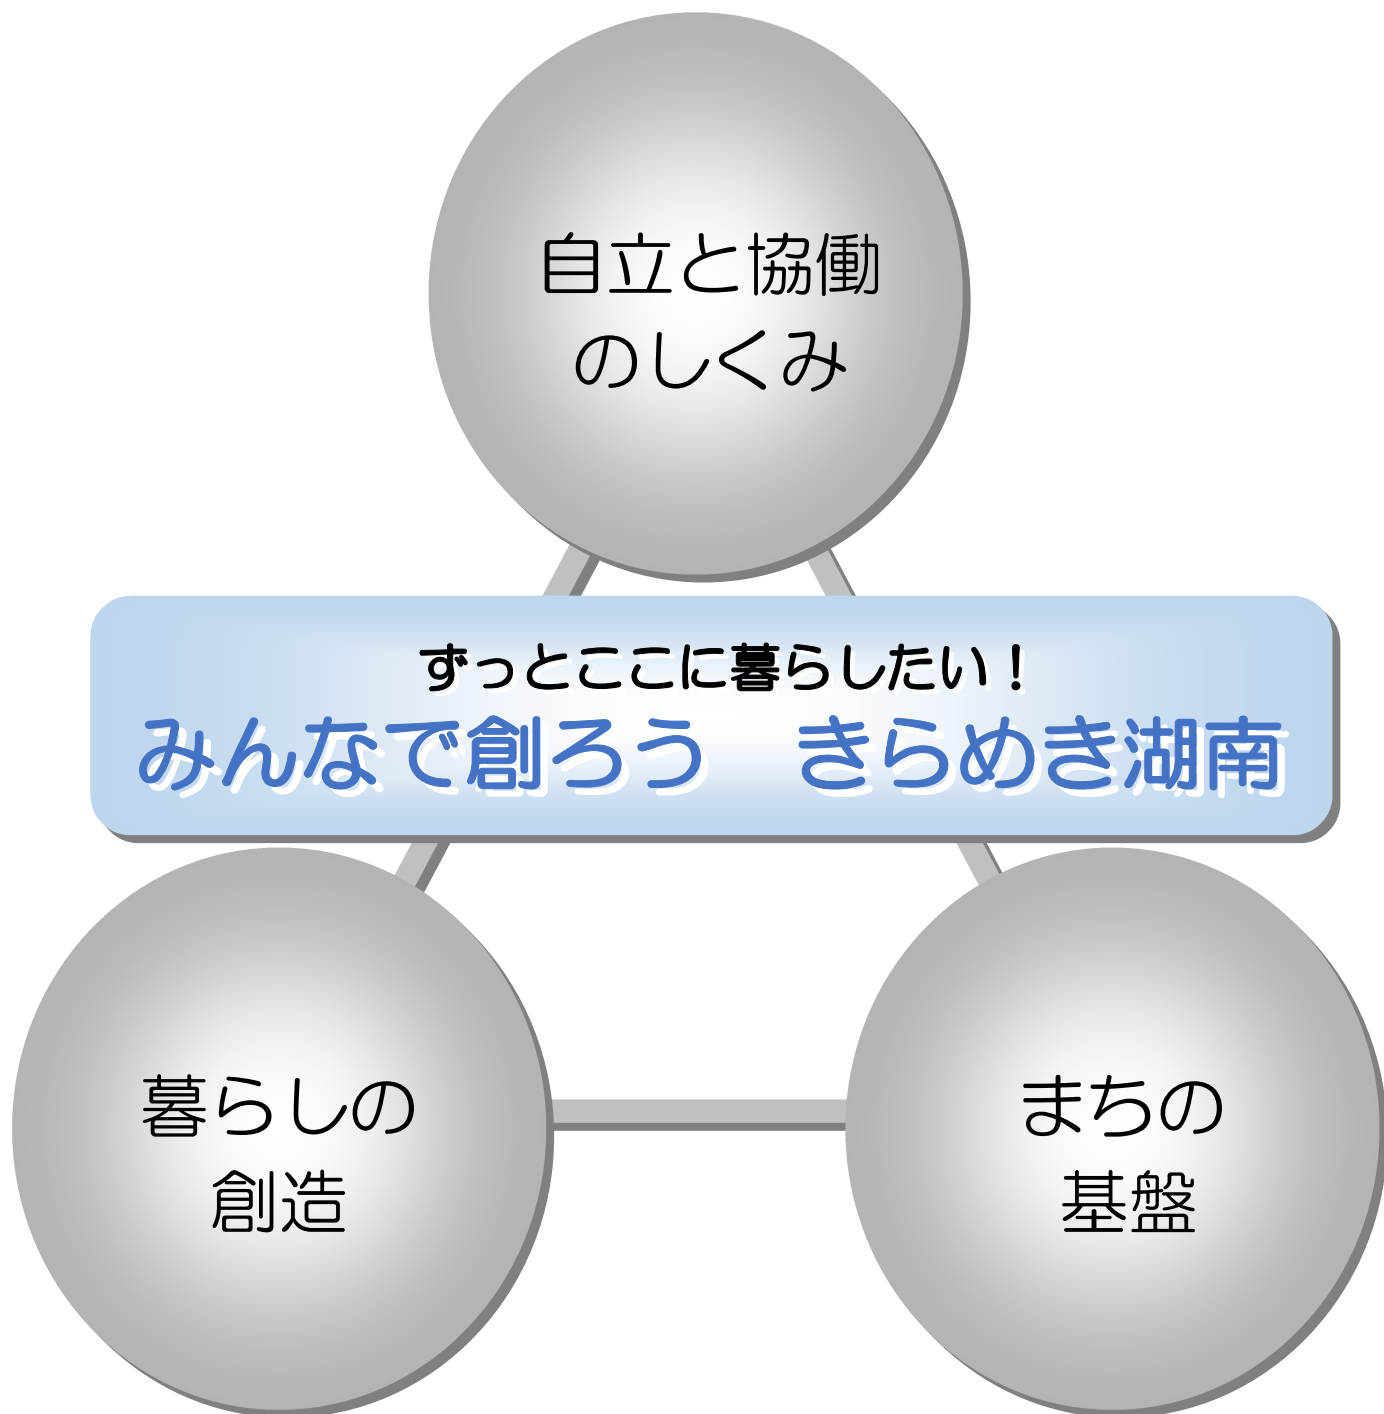 自立と協働
のしくみ
ずっとここに暮らしたい！
みんなで創ろう　きらめき湖南
暮らしの
創造
まちの
基盤